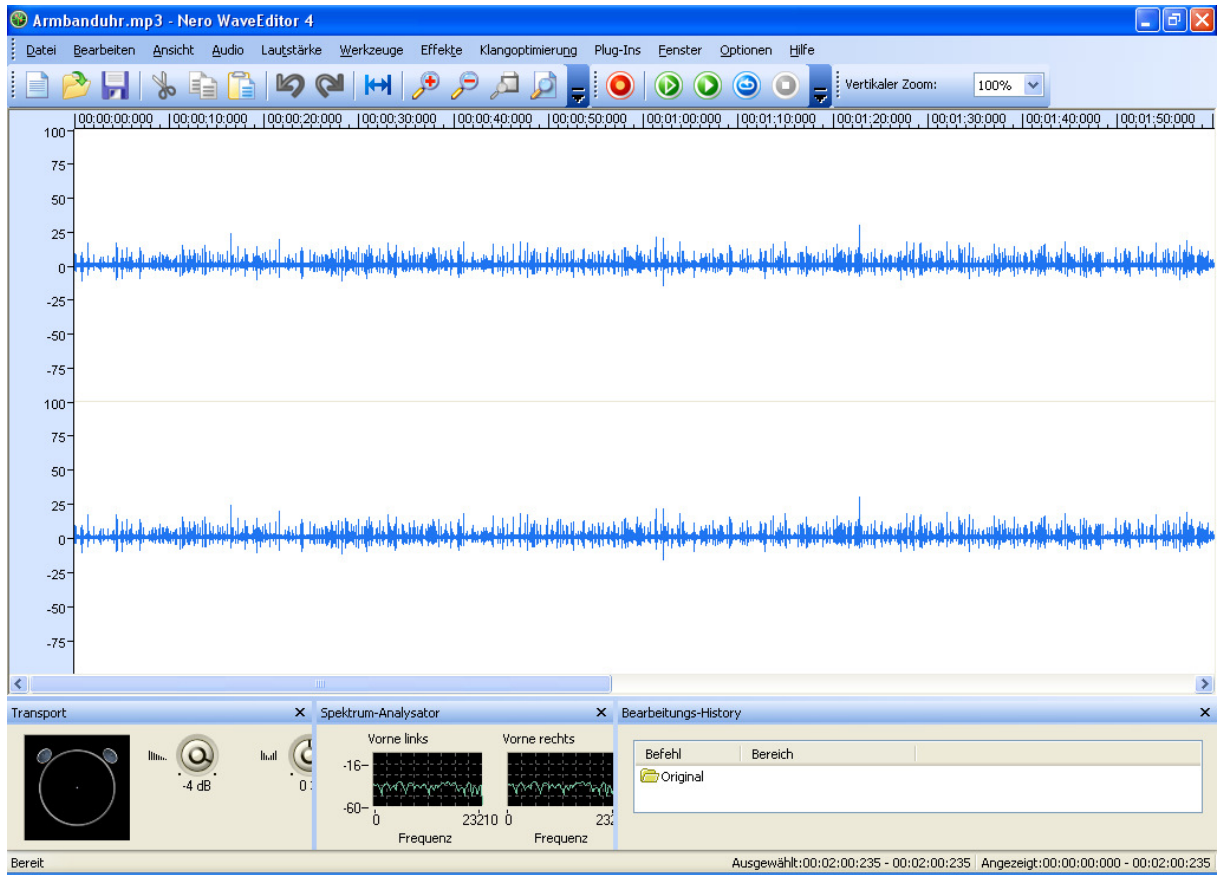 Armbanduhr.mp3 - Nero WaveEditor 4
Datei Bearbeiten Ansicht Audio Lautstärke Werkzeuge Effekte Klangoptimierung Plug-Ins Fenster Optionen Hilfe
Vertikaler Zoom: 100%
00:00:00:000 00:00:10:000 00:00:20:000 00:00:30:000 00:00:40:000 00:00:50:000 00:01:00:000 00:01:10:000 00:01:20:000 00:01:30:000 00:01:40:000 00:01:50:000
100
75
50
25
0
-25
-50
-75
100
75
50
25
0
-25
-50
-75
Transport
-4 dB
0
Spektrum-Analysator
Vorne links Vorne rechts
-16
-60
0 23210 0 232
Frequenz Frequenz
Bearbeitungs-History
Befehl Bereich
Original
Bereit Ausgewählt:00:02:00:235 - 00:02:00:235 Angezeigt:00:00:00:000 - 00:02:00:235